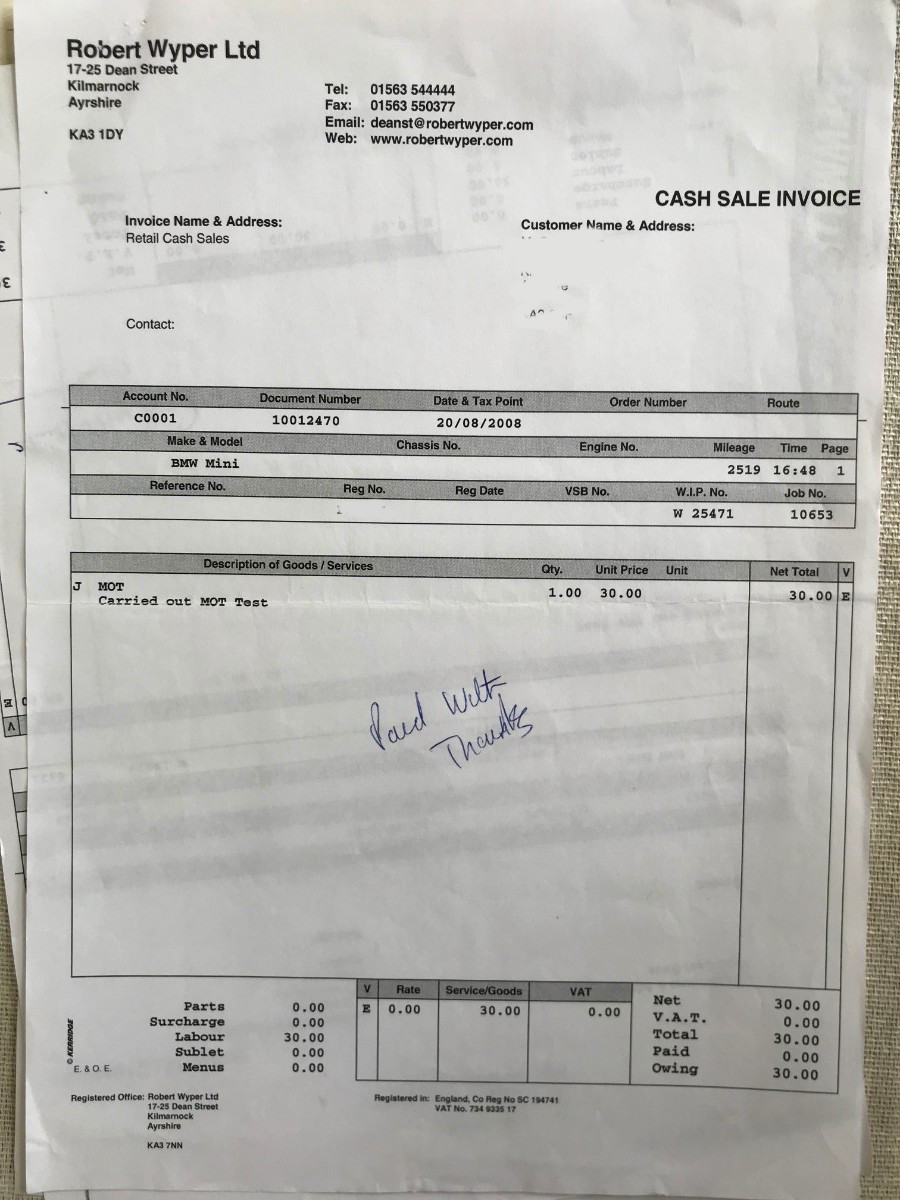 Robert Wyper Ltd
17-25 Dean Street
Kilmarnock
Ayrshire
KA3 1DY
Tel: 01563 544444
Fax: 01563 550377
Email: deanst@robertwyper.com
Web: www.robertwyper.com
CASH SALE INVOICE
Invoice Name & Address:
Retail Cash Sales
Customer Name & Address:
Contact:
Account No. Document Number Date & Tax Point Order Number Route
C0001 10012470 20/08/2008
Make & Model Chassis No. Engine No. Mileage Time Page
BMW Mini 2519 16:48 1
Reference No. Reg No. Reg Date VSB No. W.I.P. No. Job No.
W 25471 10653
Description of Goods / Services Qty. Unit Price Unit Net Total V
J MOT
Carried out MOT Test 1.00 30.00 30.00 E
Paid With
Thanks
V Rate Service/Goods VAT
E 0.00 30.00 0.00
Parts 0.00
Surcharge 0.00
Labour 30.00
Sublet 0.00
Menus 0.00
Net 30.00
V.A.T. 0.00
Total 30.00
Paid 0.00
Owing 30.00
© KERRIDGE
E. & O. E.
Registered Office: Robert Wyper Ltd
17-25 Dean Street
Kilmarnock
Ayrshire
KA3 7NN
Registered in: England, Co Reg No SC 194741
VAT No. 734 9335 17